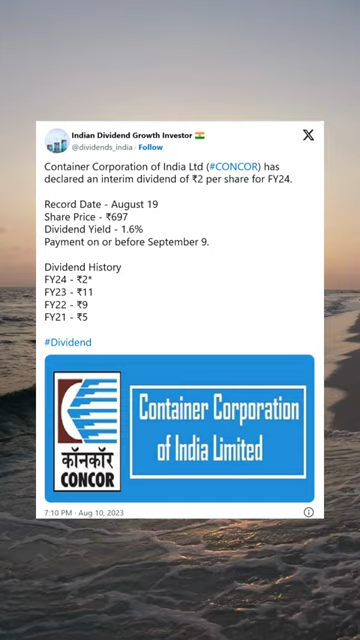 Indian Dividend Growth Investor 🇮🇳
@dividends_india · Follow
Container Corporation of India Ltd (#CONCOR) has
declared an interim dividend of ₹2 per share for FY24.
Record Date - August 19
Share Price - ₹697
Dividend Yield - 1.6%
Payment on or before September 9.
Dividend History
FY24 - ₹2*
FY23 - ₹11
FY22 - ₹9
FY21 - ₹5
#Dividend
कॉनकॉर
CONCOR
Container Corporation
of India Limited
7:10 PM · Aug 10, 2023